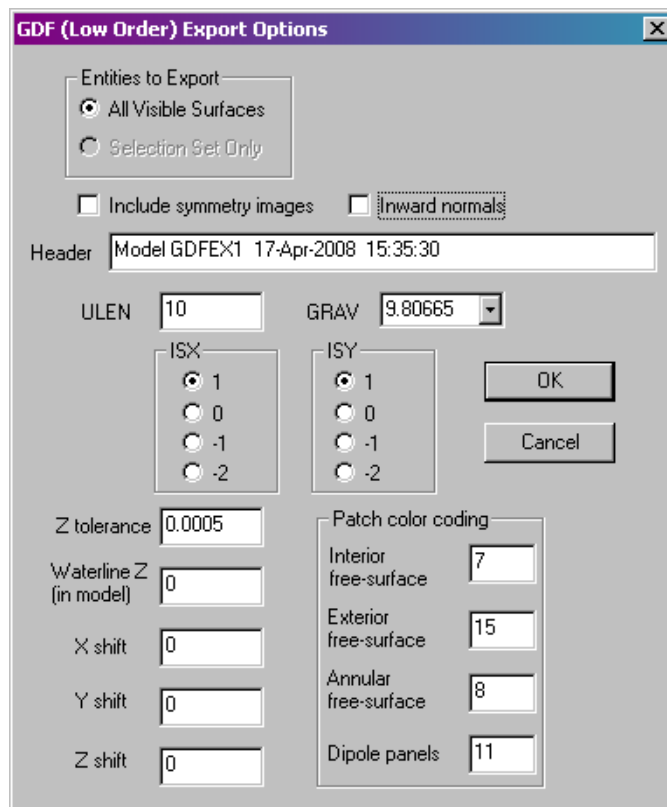 GDF (Low Order) Export Options
Entities to Export
All Visible Surfaces
Selection Set Only
Include symmetry images
Inward normals
Header
Model GDFEX1 17-Apr-2008 15:35:30
ULEN
10
GRAV
9.80665
ISX
1
0
-1
-2
ISY
1
0
-1
-2
OK
Cancel
Z tolerance
0.0005
Waterline Z
(in model)
0
X shift
0
Y shift
0
Z shift
0
Patch color coding
Interior
free-surface
7
Exterior
free-surface
15
Annular
free-surface
8
Dipole panels
11